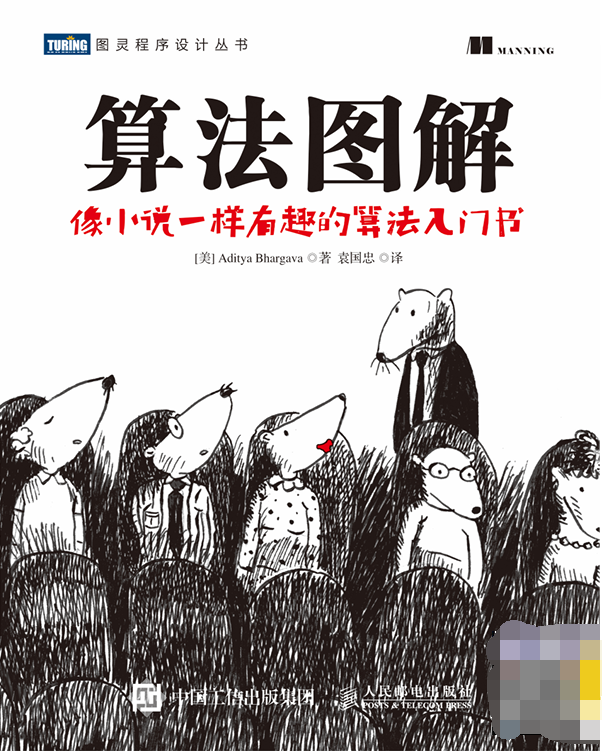 TURING 图灵程序设计丛书
MANNING
算法图解
像小说一样有趣的算法入门书
[美] Aditya Bhargava ◎著 袁国忠 ◎译
中国工信出版集团
人民邮电出版社
POSTS & TELECOM PRESS